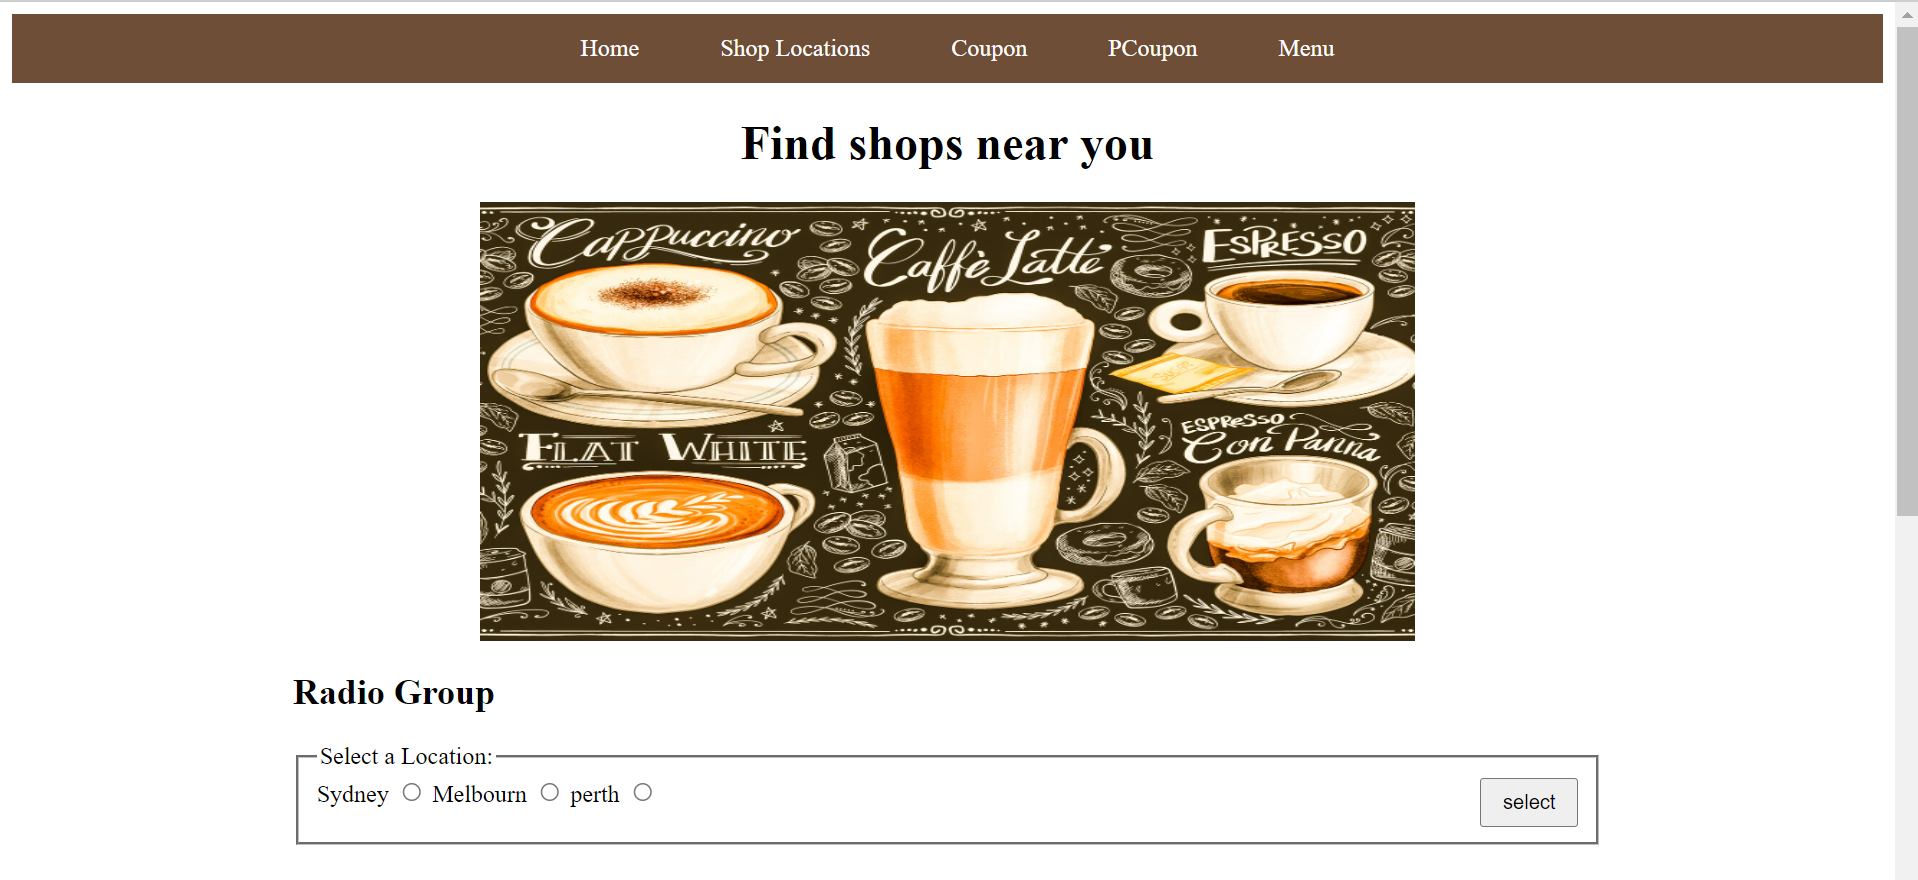 Home Shop Locations Coupon PCoupon Menu
Find shops near you
Cappuccino
Caffè Latte
Espresso
Flat White
Espresso
Con Panna
Radio Group
Select a Location:
Sydney Melbourn perth
select